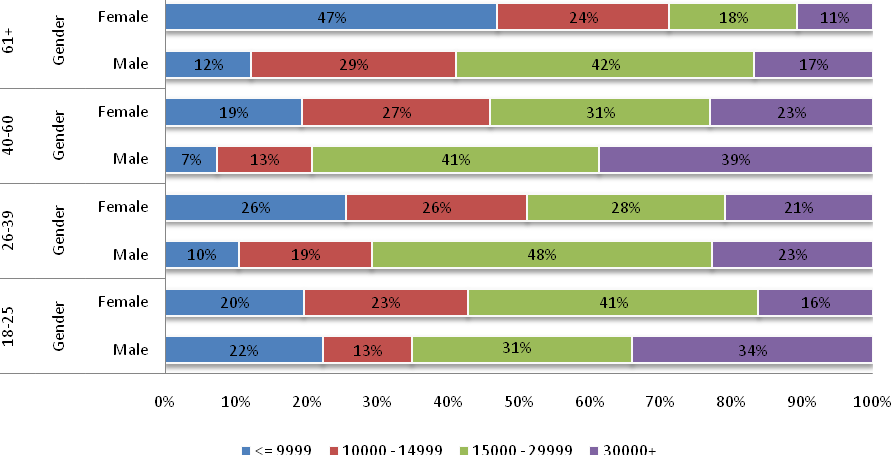 61+
Gender
Female
47% 24% 18% 11%
Male
12% 29% 42% 17%
40-60
Gender
Female
19% 27% 31% 23%
Male
7% 13% 41% 39%
26-39
Gender
Female
26% 26% 28% 21%
Male
10% 19% 48% 23%
18-25
Gender
Female
20% 23% 41% 16%
Male
22% 13% 31% 34%
0% 10% 20% 30% 40% 50% 60% 70% 80% 90% 100%
<= 9999 10000 - 14999 15000 - 29999 30000+